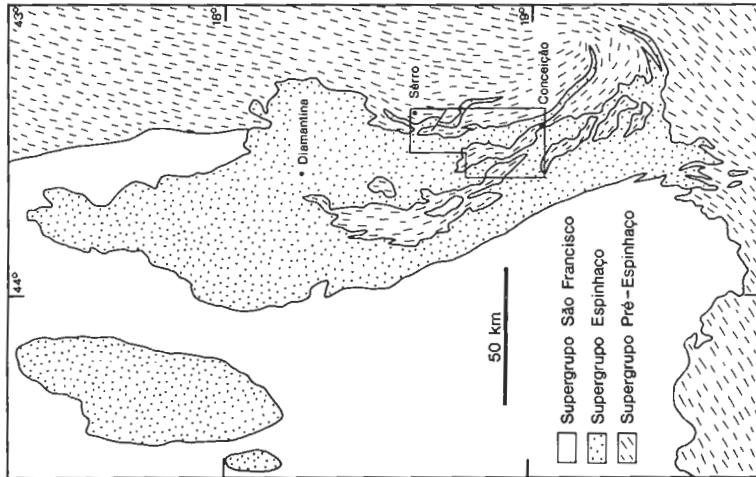 43°
18°
19°
44°
Sêrro
Diamantina
Conceição
50 km
Supergrupo São Francisco
Supergrupo Espinhaço
Supergrupo Pré-Espinhaço